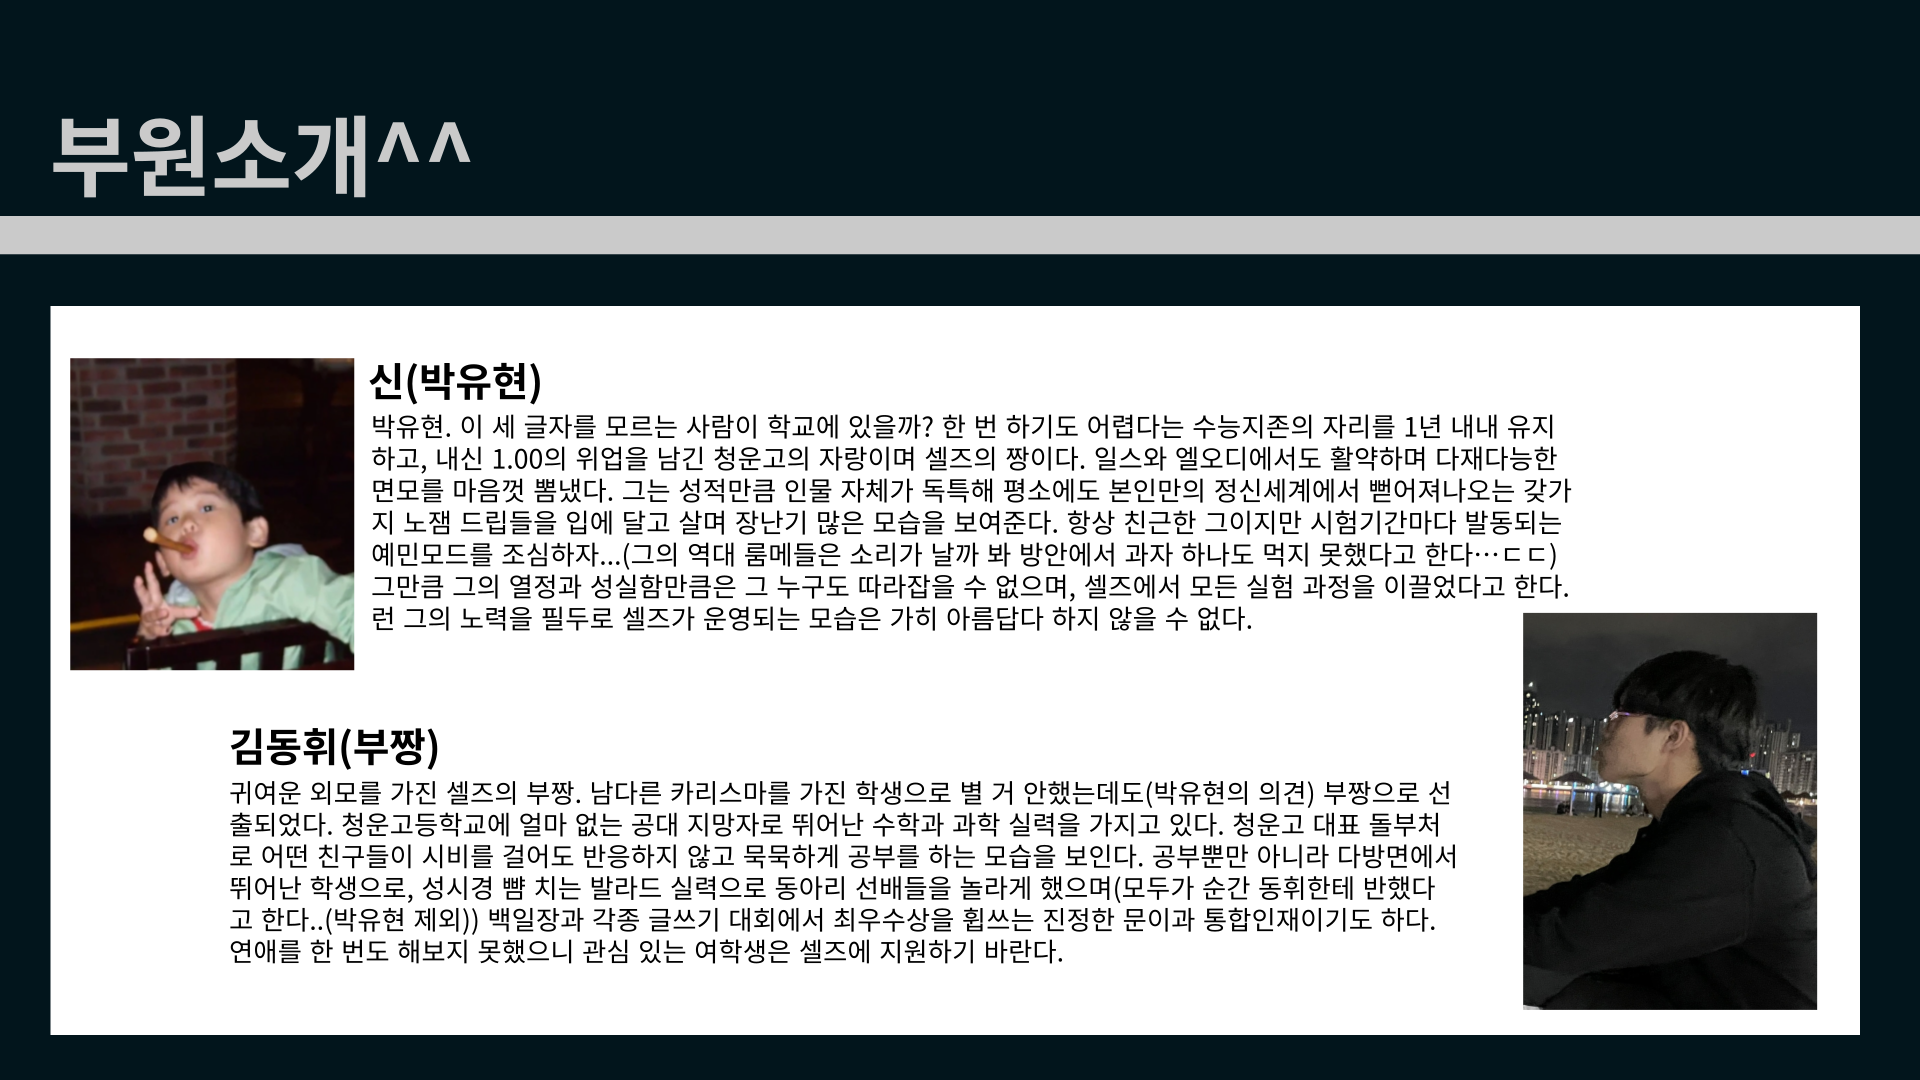 부원소개^^
신(박유현)
박유현. 이 세 글자를 모르는 사람이 학교에 있을까? 한 번 하기도 어렵다는 수능지존의 자리를 1년 내내 유지
하고, 내신 1.00의 위업을 남긴 청운고의 자랑이며 셀즈의 짱이다. 일스와 엘오디에서도 활약하며 다재다능한
면모를 마음껏 뽐냈다. 그는 성적만큼 인물 자체가 독특해 평소에도 본인만의 정신세계에서 뻗어져나오는 갖가
지 노잼 드립들을 입에 달고 살며 장난기 많은 모습을 보여준다. 항상 친근한 그이지만 시험기간마다 발동되는
예민모드를 조심하자...(그의 역대 룸메들은 소리가 날까 봐 방안에서 과자 하나도 먹지 못했다고 한다…ㄷㄷ)
그만큼 그의 열정과 성실함만큼은 그 누구도 따라잡을 수 없으며, 셀즈에서 모든 실험 과정을 이끌었다고 한다.
런 그의 노력을 필두로 셀즈가 운영되는 모습은 가히 아름답다 하지 않을 수 없다.
김동휘(부짱)
귀여운 외모를 가진 셀즈의 부짱. 남다른 카리스마를 가진 학생으로 별 거 안했는데도(박유현의 의견) 부짱으로 선
출되었다. 청운고등학교에 얼마 없는 공대 지망자로 뛰어난 수학과 과학 실력을 가지고 있다. 청운고 대표 돌부처
로 어떤 친구들이 시비를 걸어도 반응하지 않고 묵묵하게 공부를 하는 모습을 보인다. 공부뿐만 아니라 다방면에서
뛰어난 학생으로, 성시경 뺨 치는 발라드 실력으로 동아리 선배들을 놀라게 했으며(모두가 순간 동휘한테 반했다
고 한다..(박유현 제외)) 백일장과 각종 글쓰기 대회에서 최우수상을 휩쓰는 진정한 문이과 통합인재이기도 하다.
연애를 한 번도 해보지 못했으니 관심 있는 여학생은 셀즈에 지원하기 바란다.